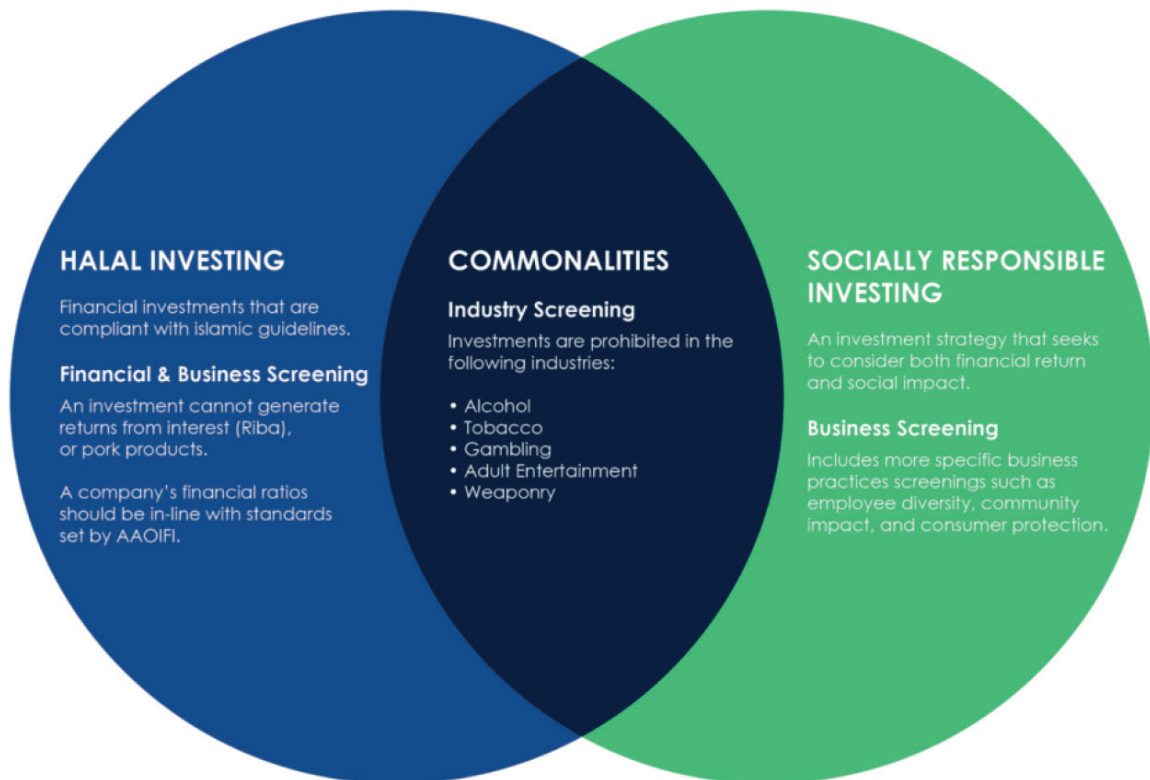 HALAL INVESTING
Financial investments that are
compliant with islamic guidelines.
Financial & Business Screening
An investment cannot generate
returns from interest (Riba),
or pork products.
A company's financial ratios
should be in-line with standards
set by AAOIFI.
COMMONALITIES
Industry Screening
Investments are prohibited in the
following industries:
• Alcohol
• Tobacco
• Gambling
• Adult Entertainment
• Weaponry
SOCIALLY RESPONSIBLE
INVESTING
An investment strategy that seeks
to consider both financial return
and social impact.
Business Screening
Includes more specific business
practices screenings such as
employee diversity, community
impact, and consumer protection.